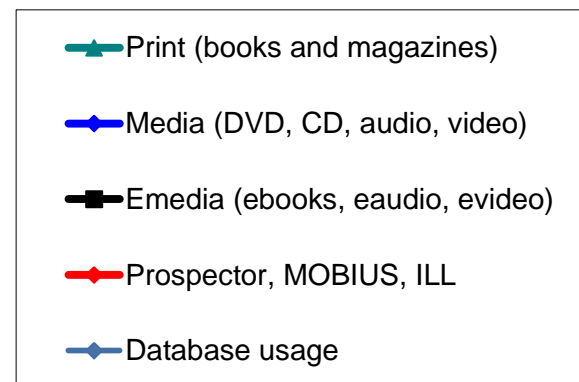 Print (books and magazines)
Media (DVD, CD, audio, video)
Emedia (ebooks, eaudio, evideo)
Prospector, MOBIUS, ILL
Database usage